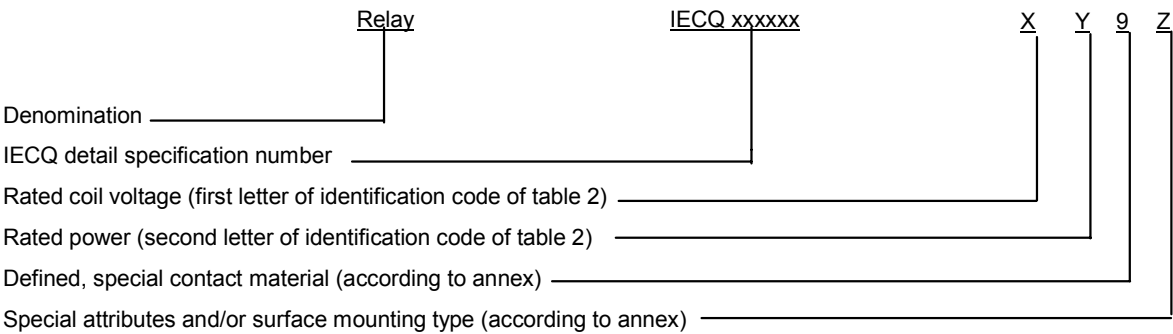 Relay IECQ xxxxxx X Y 9 Z
Denomination
IECQ detail specification number
Rated coil voltage (first letter of identification code of table 2)
Rated power (second letter of identification code of table 2)
Defined, special contact material (according to annex)
Special attributes and/or surface mounting type (according to annex)